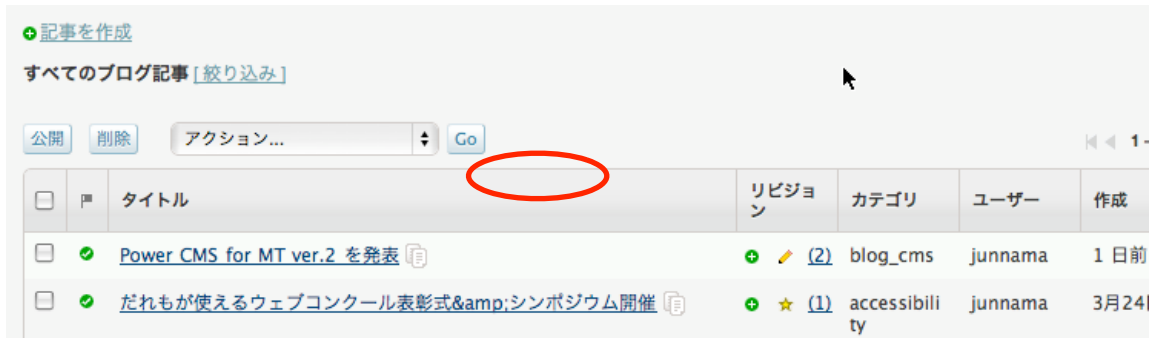 記事を作成
すべてのブログ記事 [ 絞り込み ]
公開 削除 アクション... Go 1 -
タイトル リビジョン カテゴリ ユーザー 作成
Power CMS for MT ver.2 を発表 (2) blog_cms junnama 1 日前
だれもが使えるウェブコンクール表彰式&amp;シンポジウム開催 (1) accessibili junnama 3月24
ty